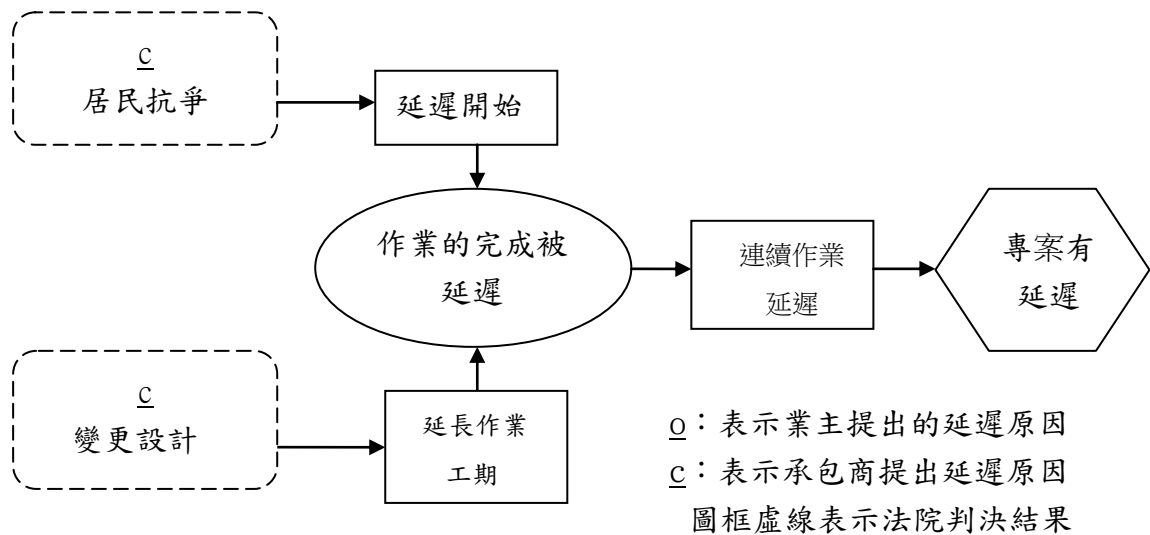 C
居民抗爭
延遲開始
作業的完成被
延遲
連續作業
延遲
專案有
延遲
C
變更設計
延長作業
工期
O：表示業主提出的延遲原因
C：表示承包商提出延遲原因
圖框虛線表示法院判決結果